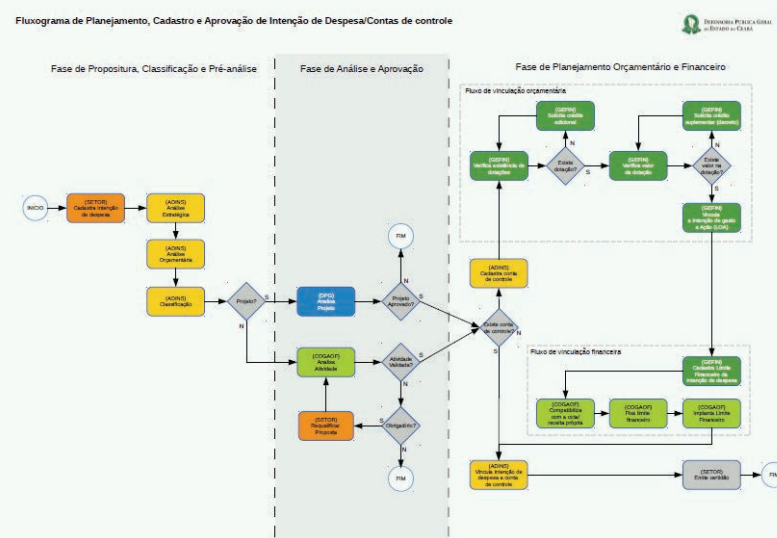 Fluxograma de Planejamento, Cadastro e Aprovação de Intenção de Despesa/Contas de controle
DEFENSORIA PÚBLICA GERAL
DO ESTADO DO CEARÁ
Fase de Propositura, Classificação e Pré-análise
Fase de Análise e Aprovação
Fase de Planejamento Orçamentário e Financeiro
Fluxo de vinculação orçamentária
(GEFIN)
Solicita crédito
adicional
(GEFIN)
Solicita crédito
suplementar (decreto)
N
N
(GEFIN)
Verifica existência de
dotações
Existe
dotação?
S
(GEFIN)
Verifica valor
da dotação
Existe
valor na
dotação?
S
INÍCIO
(SETOR)
Cadastra intenção
de despesa
(ADINS)
Análise
Estratégica
(GEFIN)
Vincula
a intenção de gasto
a Ação (LOA)
FIM
(ADINS)
Análise
Orçamentária
N
(ADINS)
Cadastra conta
de controle
(ADINS)
Classificação
Projeto?
S
(DPG)
Analisa
Projeto
Projeto
Aprovado?
S
N
Existe conta
de controle?
N
S
Fluxo de vinculação financeira
(COGAOF)
Analisa
Atividade
Atividade
Validada?
S
N
(GEFIN)
Cadastra Limite
Financeiro da
intenção de despesa
(SETOR)
Requalificar
Proposta
S
Obrigatório?
N
(COGAOF)
Compatibiliza
com a cota/
receita própria
(COGAOF)
Fixa limite
financeiro
(COGAOF)
Implanta Limite
Financeiro
FIM
(ADINS)
Vincula intenção de
despesa a conta
de controle
(SETOR)
Emite certidão
FIM